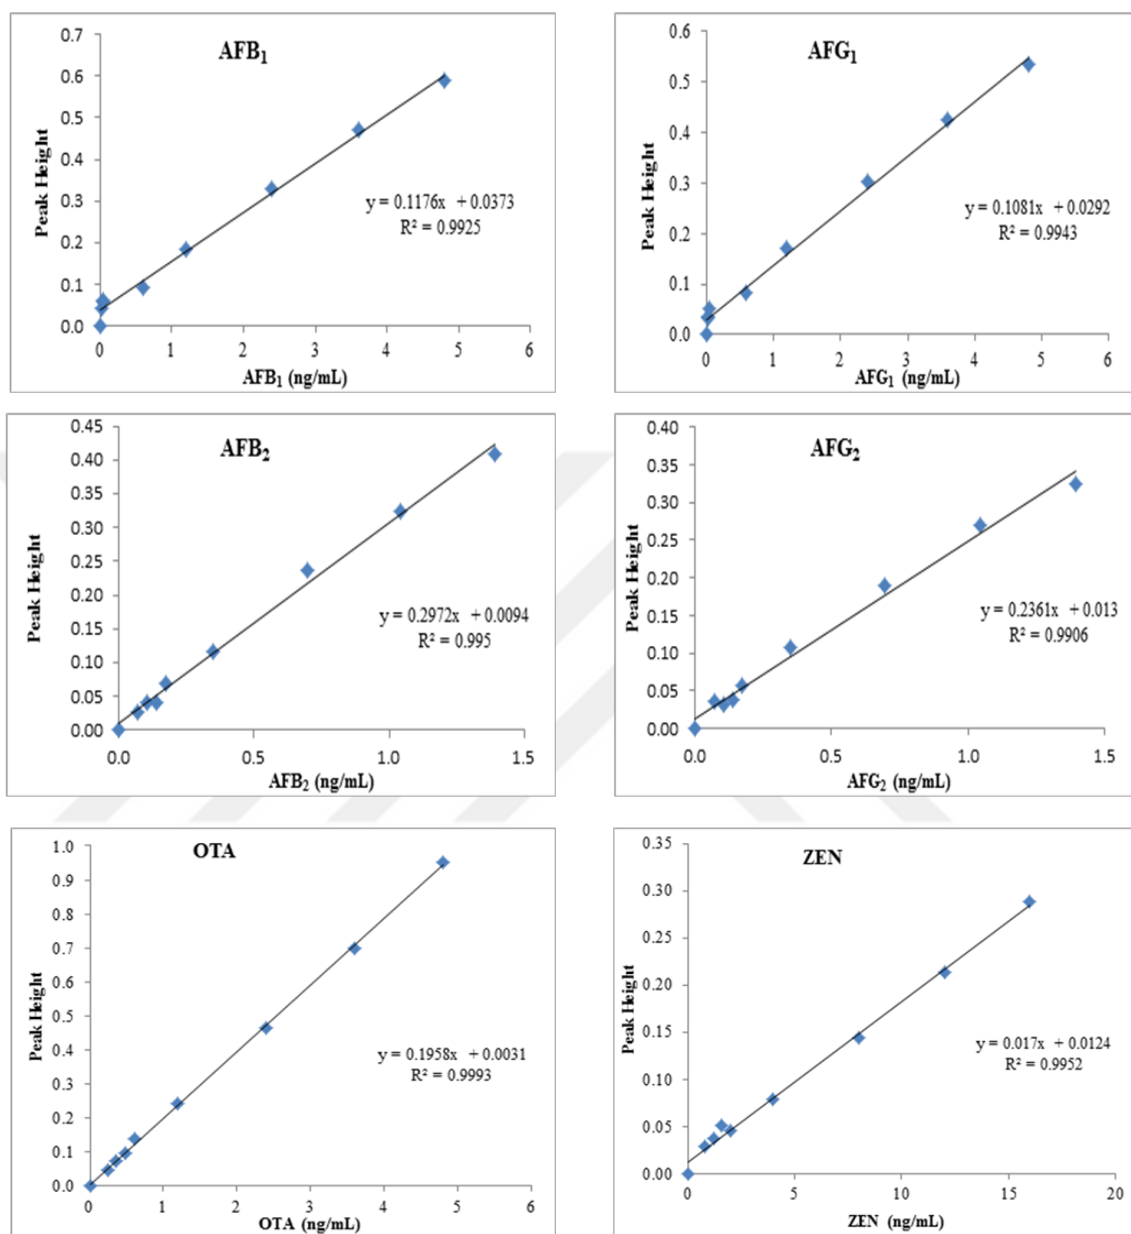 AFB₁
0.7
0.6
0.5
0.4
0.3
0.2
0.1
0.0
Peak Height
y = 0.1176x + 0.0373
R² = 0.9925
0 1 2 3 4 5 6
AFB₁ (ng/mL)
AFG₁
0.6
0.5
0.4
0.3
0.2
0.1
0.0
Peak Height
y = 0.1081x + 0.0292
R² = 0.9943
0 1 2 3 4 5 6
AFG₁ (ng/mL)
AFB₂
0.45
0.40
0.35
0.30
0.25
0.20
0.15
0.10
0.05
0.00
Peak Height
y = 0.2972x + 0.0094
R² = 0.995
0.0 0.5 1.0 1.5
AFB₂ (ng/mL)
AFG₂
0.40
0.35
0.30
0.25
0.20
0.15
0.10
0.05
0.00
Peak Height
y = 0.2361x + 0.013
R² = 0.9906
0.0 0.5 1.0 1.5
AFG₂ (ng/mL)
OTA
1.0
0.9
0.8
0.7
0.6
0.5
0.4
0.3
0.2
0.1
0.0
Peak Height
y = 0.1958x + 0.0031
R² = 0.9993
0 1 2 3 4 5 6
OTA (ng/mL)
ZEN
0.35
0.30
0.25
0.20
0.15
0.10
0.05
0.00
Peak Height
y = 0.017x + 0.0124
R² = 0.9952
0 5 10 15 20
ZEN (ng/mL)